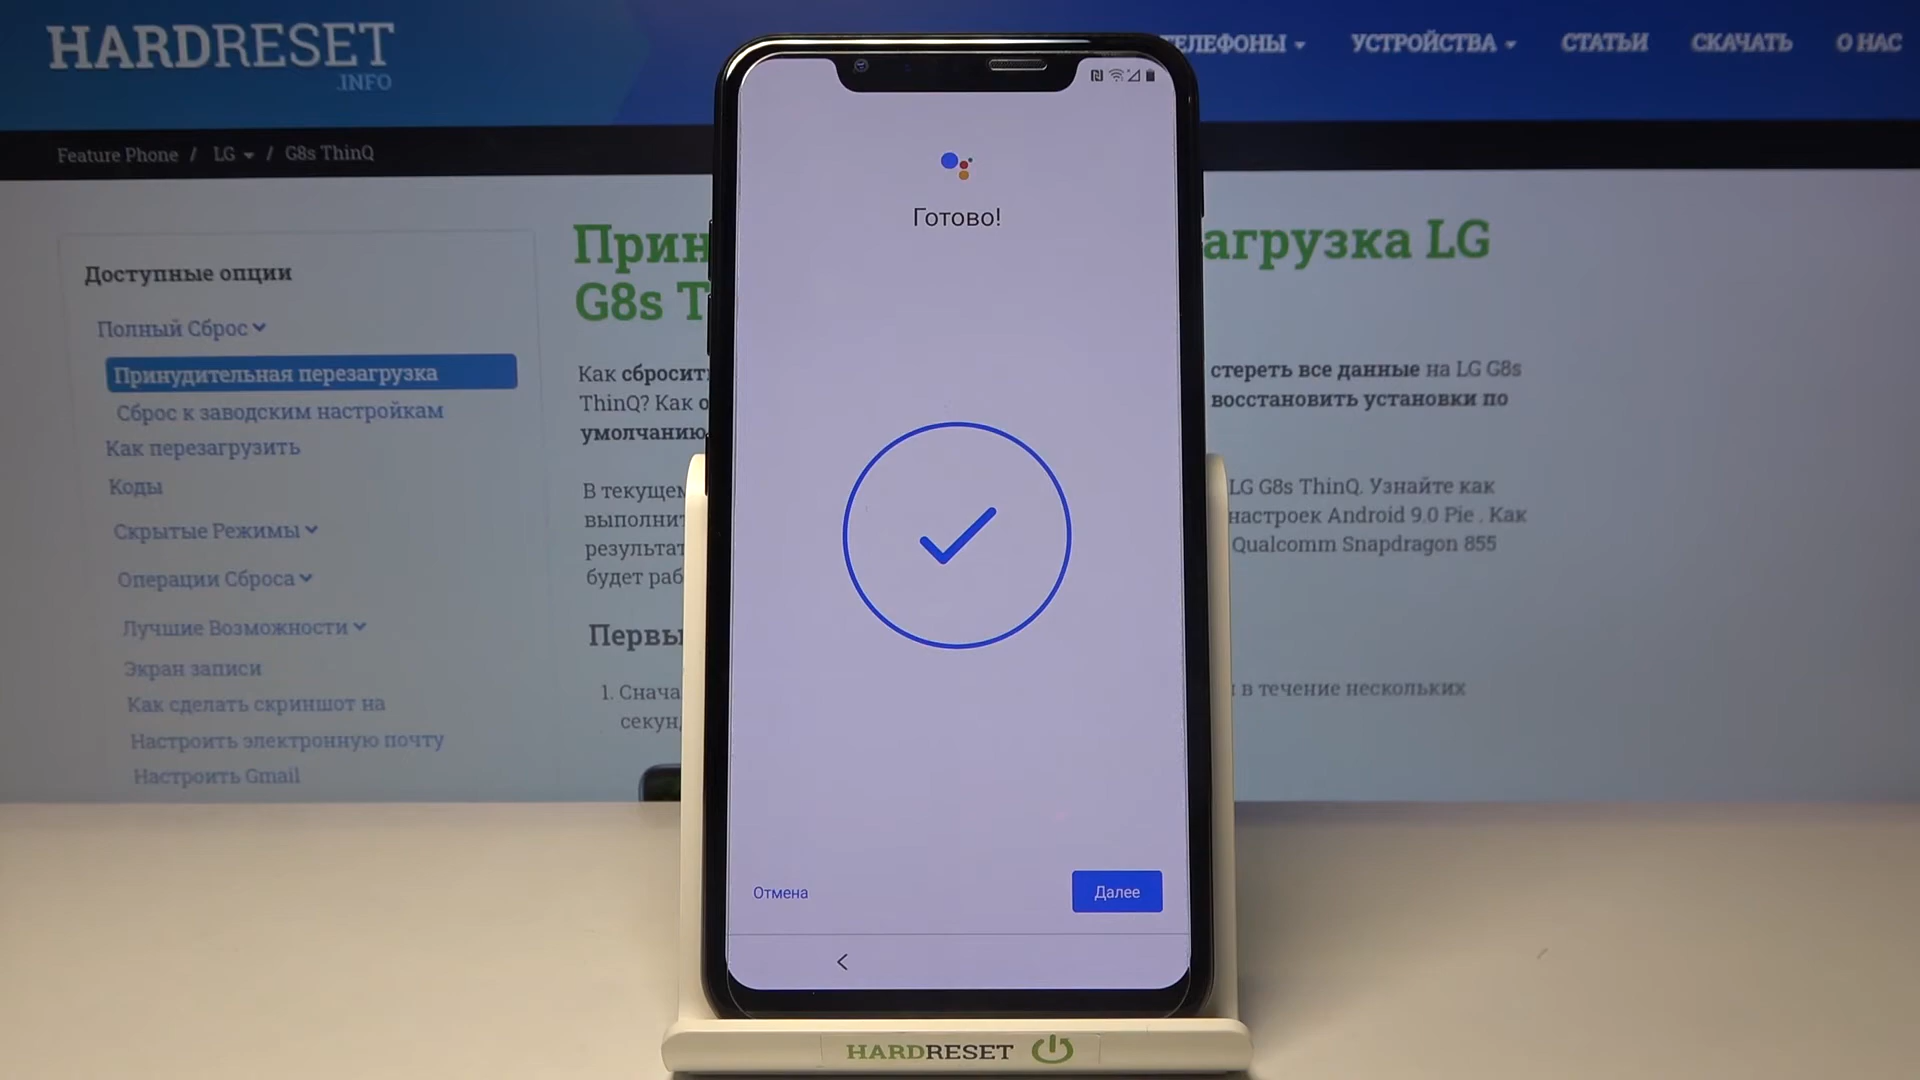 HARDRESET
.INFO
ТЕЛЕФОНЫ
УСТРОЙСТВА
СТАТЬИ
СКАЧАТЬ
О НАС
Feature Phone / LG / G8s ThinQ
Доступные опции
Полный Сброс
Принудительная перезагрузка
Сброс к заводским настройкам
Как перезагрузить
Коды
Скрытые Режимы
Операции Сброса
Лучшие Возможности
Экран записи
Как сделать скриншот на
Настроить электронную почту
Настроить Gmail
Прин агрузка LG
G8s T
Как сбросит стереть все данные на LG G8s
ThinQ? Как о восстановить установки по
умолчанию
В текущем LG G8s ThinQ. Узнайте как
выполнит настроек Android 9.0 Pie . Как
результат Qualcomm Snapdragon 855
будет раб
Первы
1. Снача в течение нескольких
секунд
Готово!
Отмена
Далее
HARDRESET